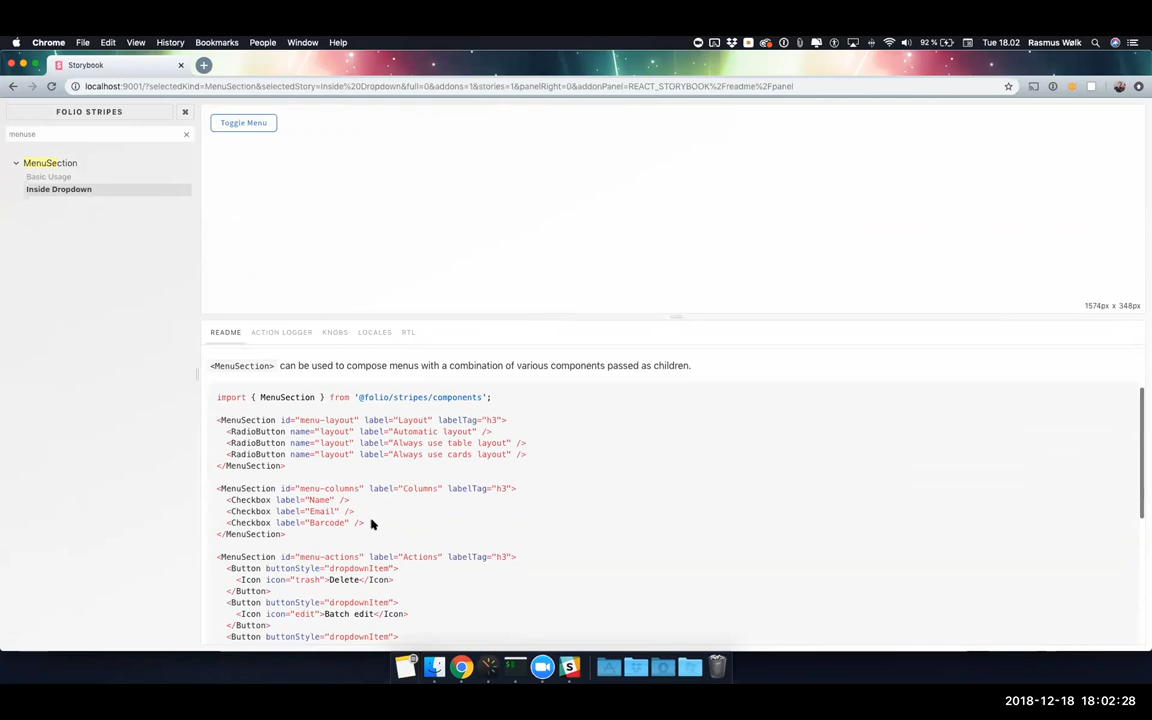 Chrome File Edit View History Bookmarks People Window Help 92 % Tue 18.02 Rasmus Wølk
Storybook
localhost:9001/?selectedKind=MenuSection&selectedStory=Inside%20Dropdown&full=0&addons=1&stories=1&panelRight=0&addonPanel=REACT_STORYBOOK%2Freadme%2Fpanel
FOLIO STRIPES ⌘
menuse
MenuSection
Basic Usage
Inside Dropdown
Toggle Menu
1574px x 348px
README ACTION LOGGER KNOBS LOCALES RTL
<MenuSection> can be used to compose menus with a combination of various components passed as children.
import { MenuSection } from '@folio/stripes/components';
<MenuSection id="menu-layout" label="Layout" labelTag="h3">
<RadioButton name="layout" label="Automatic layout" />
<RadioButton name="layout" label="Always use table layout" />
<RadioButton name="layout" label="Always use cards layout" />
</MenuSection>
<MenuSection id="menu-columns" label="Columns" labelTag="h3">
<Checkbox label="Name" />
<Checkbox label="Email" />
<Checkbox label="Barcode" />
</MenuSection>
<MenuSection id="menu-actions" label="Actions" labelTag="h3">
<Button buttonStyle="dropdownItem">
<Icon icon="trash">Delete</Icon>
</Button>
<Button buttonStyle="dropdownItem">
<Icon icon="edit">Batch edit</Icon>
</Button>
<Button buttonStyle="dropdownItem">
2018-12-18 18:02:28